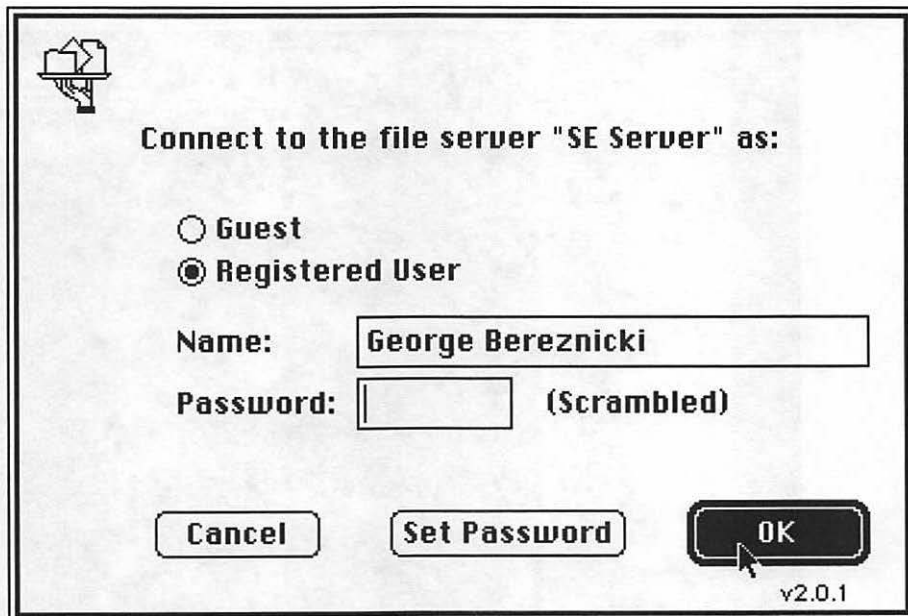 Connect to the file server "SE Server" as:
Guest
Registered User
Name: George Bereznicki
Password: (Scrambled)
Cancel Set Password OK
v2.0.1